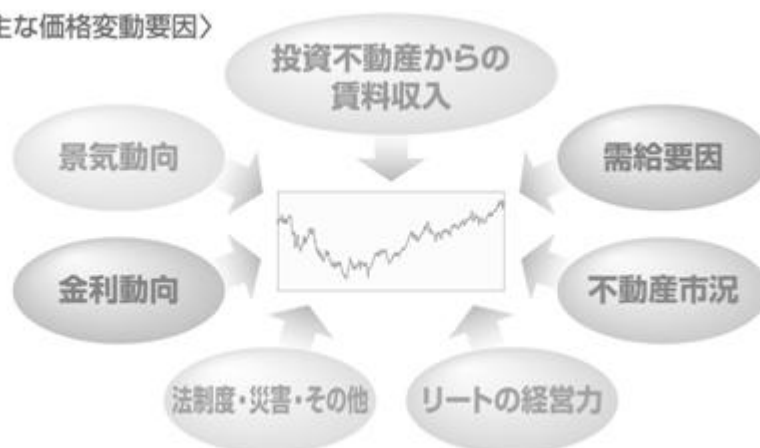 主な価格変動要因〉
投資不動産からの
賃料収入
景気動向
需給要因
金利動向
不動産市況
法制度・災害・その他
リートの経営力